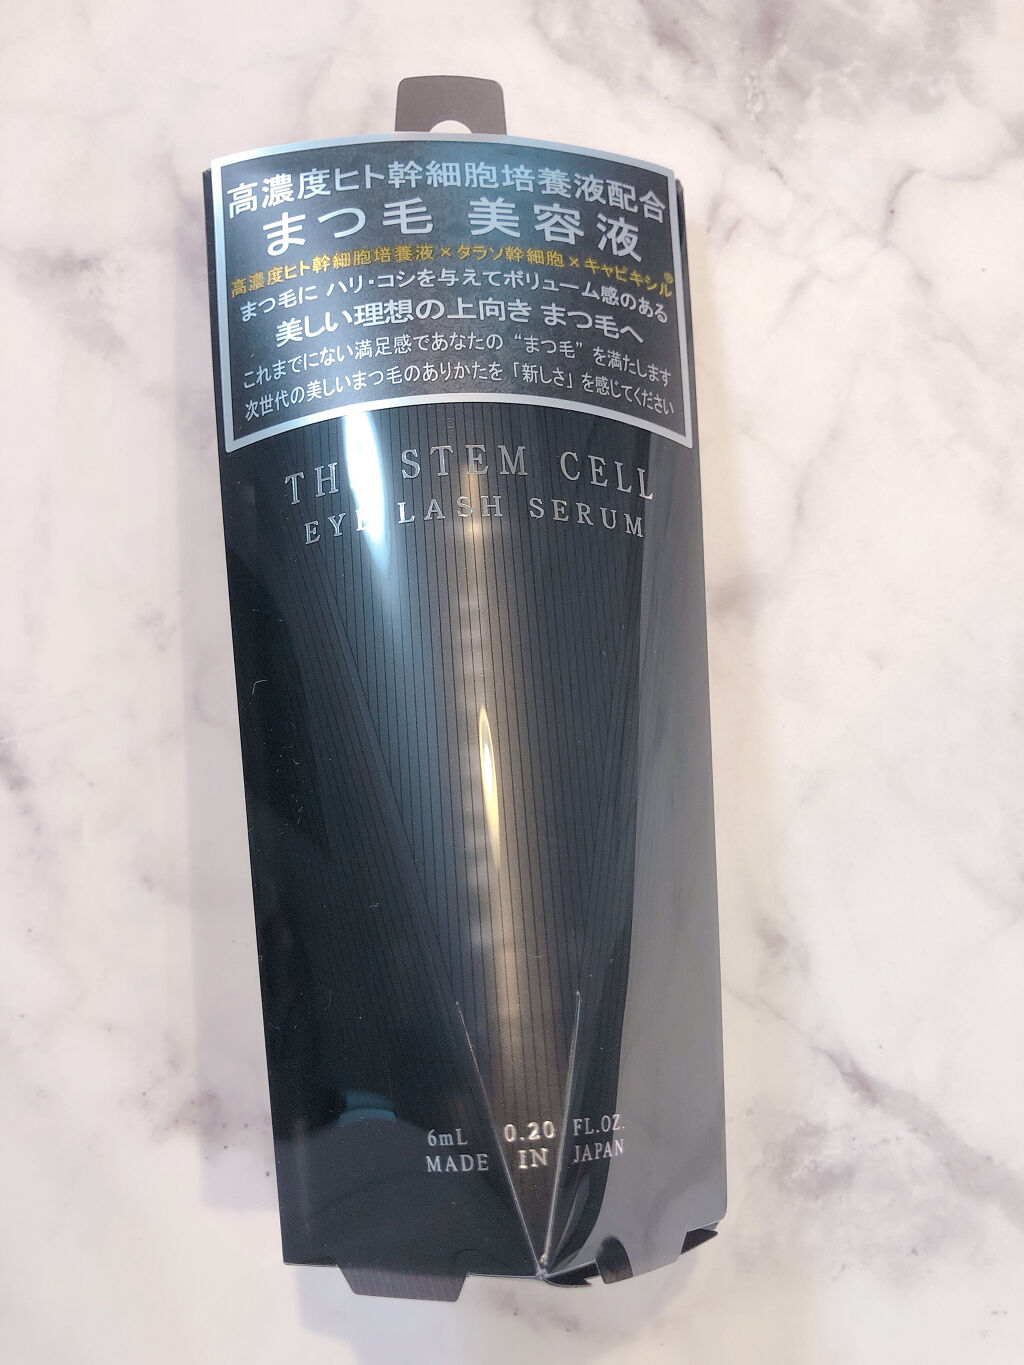 高濃度ヒト幹細胞培養液配合
まつ毛 美容液
高濃度ヒト幹細胞培養液×タラソ幹細胞×キャピキシル®
まつ毛に ハリ・コシを与えてボリューム感のある
美しい理想の上向き まつ毛へ
これまでにない満足感であなたの“まつ毛”を満たします
次世代の美しいまつ毛のありかたを「新しさ」を感じてください
THE STEM CELL
EYE LASH SERUM
6mL 0.20 FL.OZ.
MADE IN JAPAN